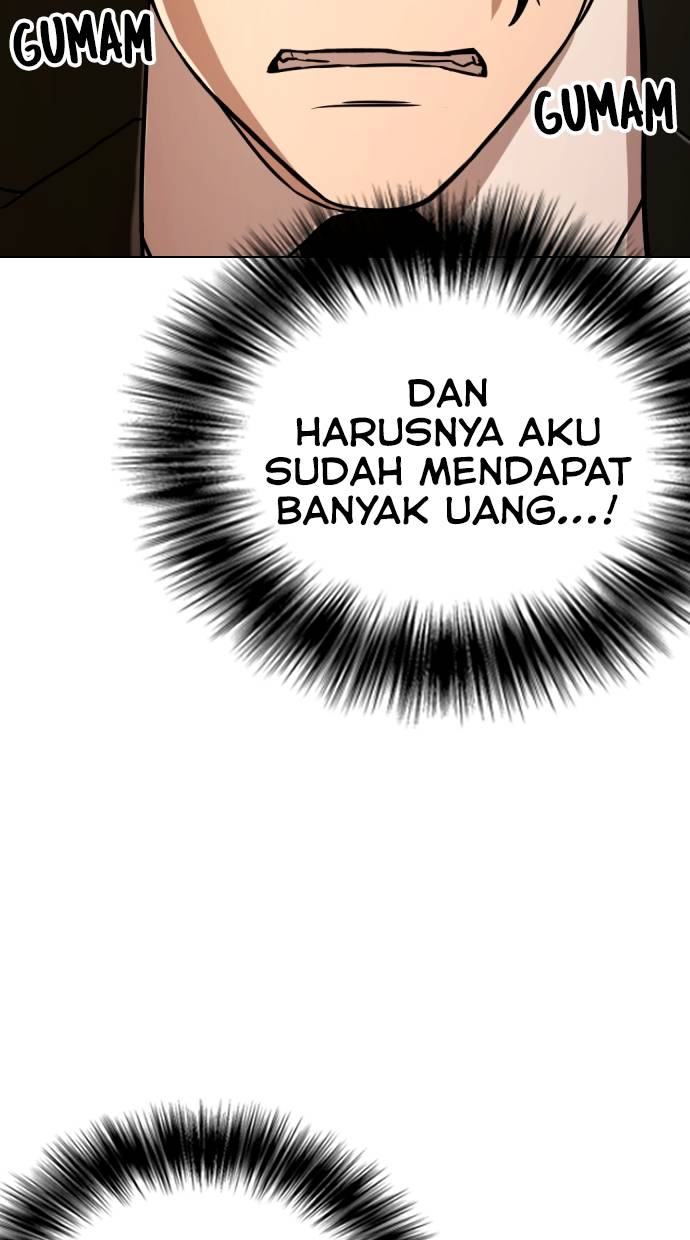 GUMAM
GUMAM
DAN
HARUSNYA AKU
SUDAH MENDAPAT
BANYAK UANG...!